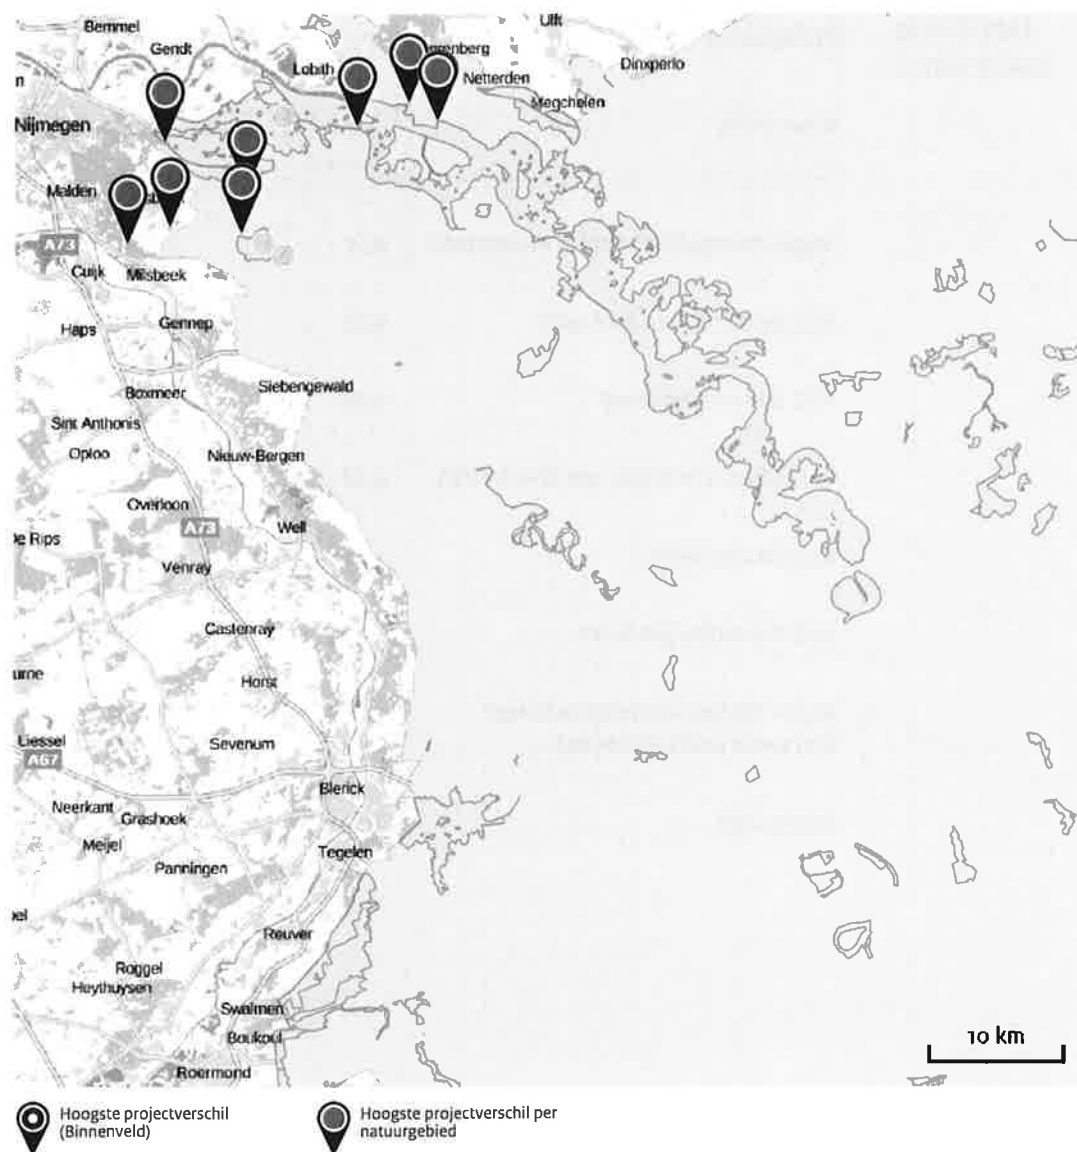 Bemmel
Ulft
Gendt
Dinxperlo
Lobith
Netterden
Megchelen
Nijmegen
Malden
A73
Cuijk
Milsbeek
Haps
Gennep
Boxmeer
Siebengewald
Sint Anthonis
Oploo
Nieuw-Bergen
Overloon
A73
Well
De Rips
Venray
Castenray
Horst
Liessel
Sevenum
A67
Blerick
Neerkant
Grashoek
Meijel
Tegelen
Panningen
Reuver
Roggel
Heythuysen
Swalmen
Boukoul
Roermond
10 km
Hoogste projectverschil
(Binnenveld)
Hoogste projectverschil per
natuurgebied